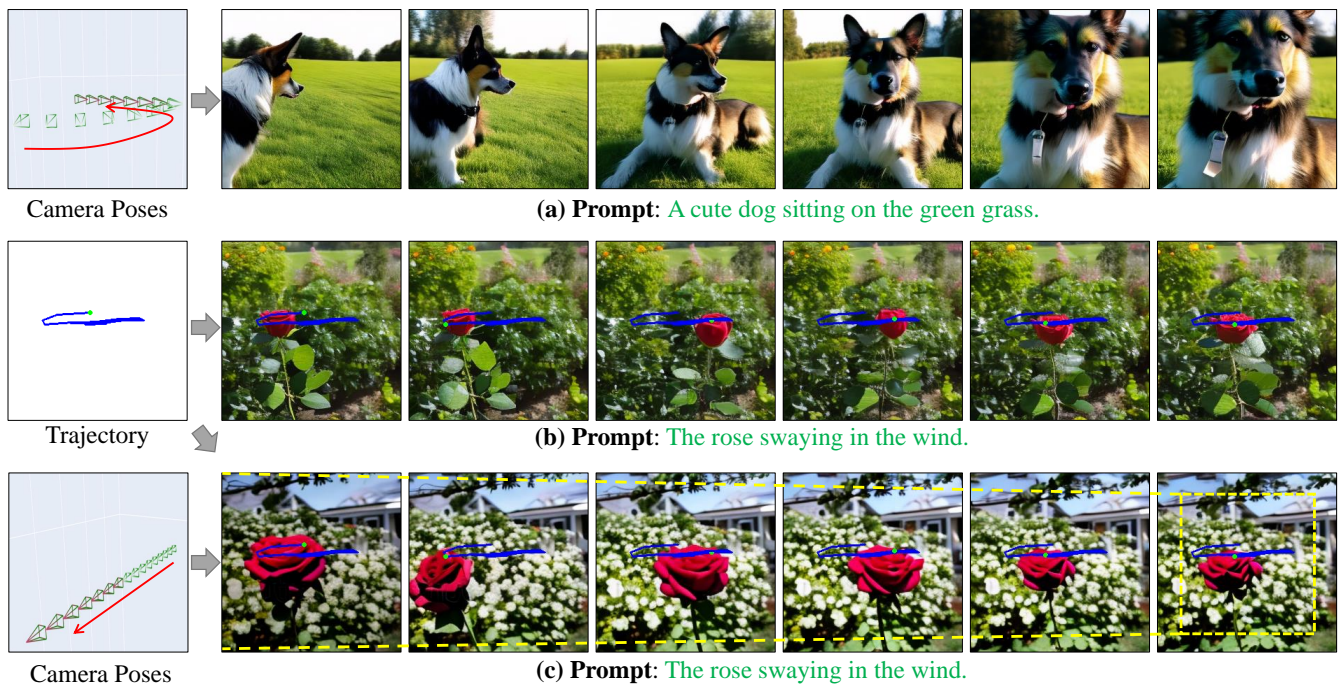 Camera Poses
(a) Prompt: A cute dog sitting on the green grass.
Trajectory
(b) Prompt: The rose swaying in the wind.
Camera Poses
(c) Prompt: The rose swaying in the wind.